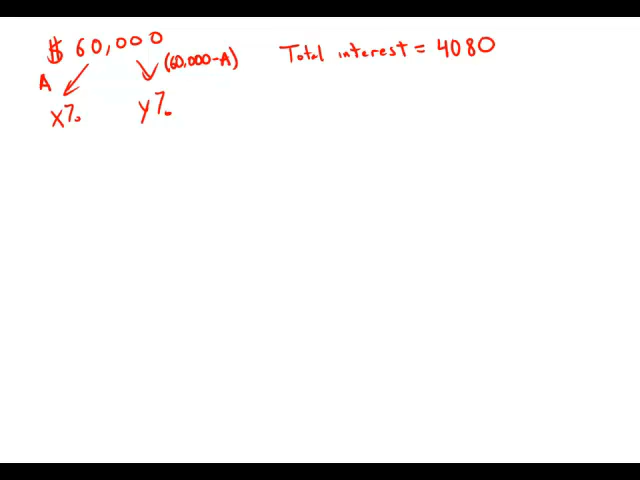 $ 60,000
A (60,000-A)
x% y%
Total interest = 4080